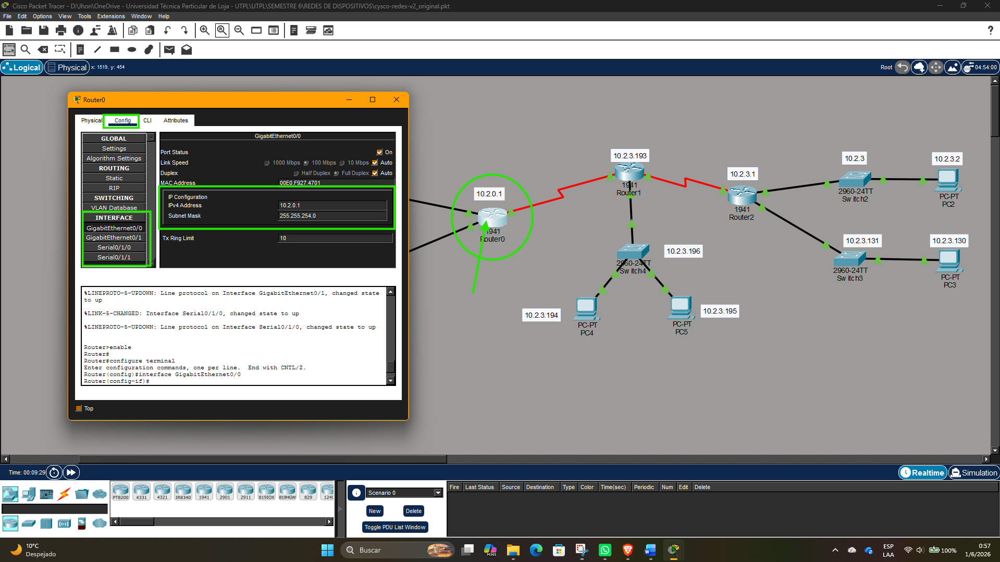 Cisco Packet Tracer - D:\Jhon\OneDrive - Universidad Técnica Particular de Loja - UTPL\UTPL\SEMESTRE 6\REDES DE DISPOSITIVOS\cysco-redes-v2_original.pkt
File Edit Options View Tools Extensions Window Help
Logical Physical x: 1519, y: 454 Root 04:54:00
Router0
Physical Config CLI Attributes
GLOBAL
Settings
Algorithm Settings
ROUTING
Static
RIP
SWITCHING
VLAN Database
INTERFACE
GigabitEthernet0/0
GigabitEthernet0/1
Serial0/1/0
Serial0/1/1
GigabitEthernet0/0
Port Status On
Link Speed 1000 Mbps 100 Mbps 10 Mbps Auto
Duplex Half Duplex Full Duplex Auto
MAC Address 00E0.F927.4701
IP Configuration
IPv4 Address 10.2.0.1
Subnet Mask 255.255.254.0
Tx Ring Limit 10
%LINEPROTO-5-UPDOWN: Line protocol on Interface GigabitEthernet0/1, changed state
to up
%LINK-5-CHANGED: Interface Serial0/1/0, changed state to up
%LINEPROTO-5-UPDOWN: Line protocol on Interface Serial0/1/0, changed state to up
Router>enable
Router#
Router#configure terminal
Enter configuration commands, one per line.  End with CNTL/Z.
Router(config)#interface GigabitEthernet0/0
Router(config-if)#
Top
10.2.0.1
1941
Router0
10.2.3.193
1941
Router1
10.2.3.1
1941
Router2
10.2.3
2960-24TT
Switch2
10.2.3.2
PC-PT
PC2
10.2.3.131
2960-24TT
Switch3
10.2.3.130
PC-PT
PC3
10.2.3.196
2960-24TT
Switch4
10.2.3.194
PC-PT
PC4
10.2.3.195
PC-PT
PC5
Time: 00:09:29 Realtime Simulation
PT8200 4331 4321 IR8340 1941 2901 2911 819IOX 819HGW 829 1240
Scenario 0
New Delete
Toggle PDU List Window
Fire Last Status Source Destination Type Color Time(sec) Periodic Num Edit Delete
10°C
Despejado
Buscar
M365
ESP
LAA
100%
0:57
1/6/2026